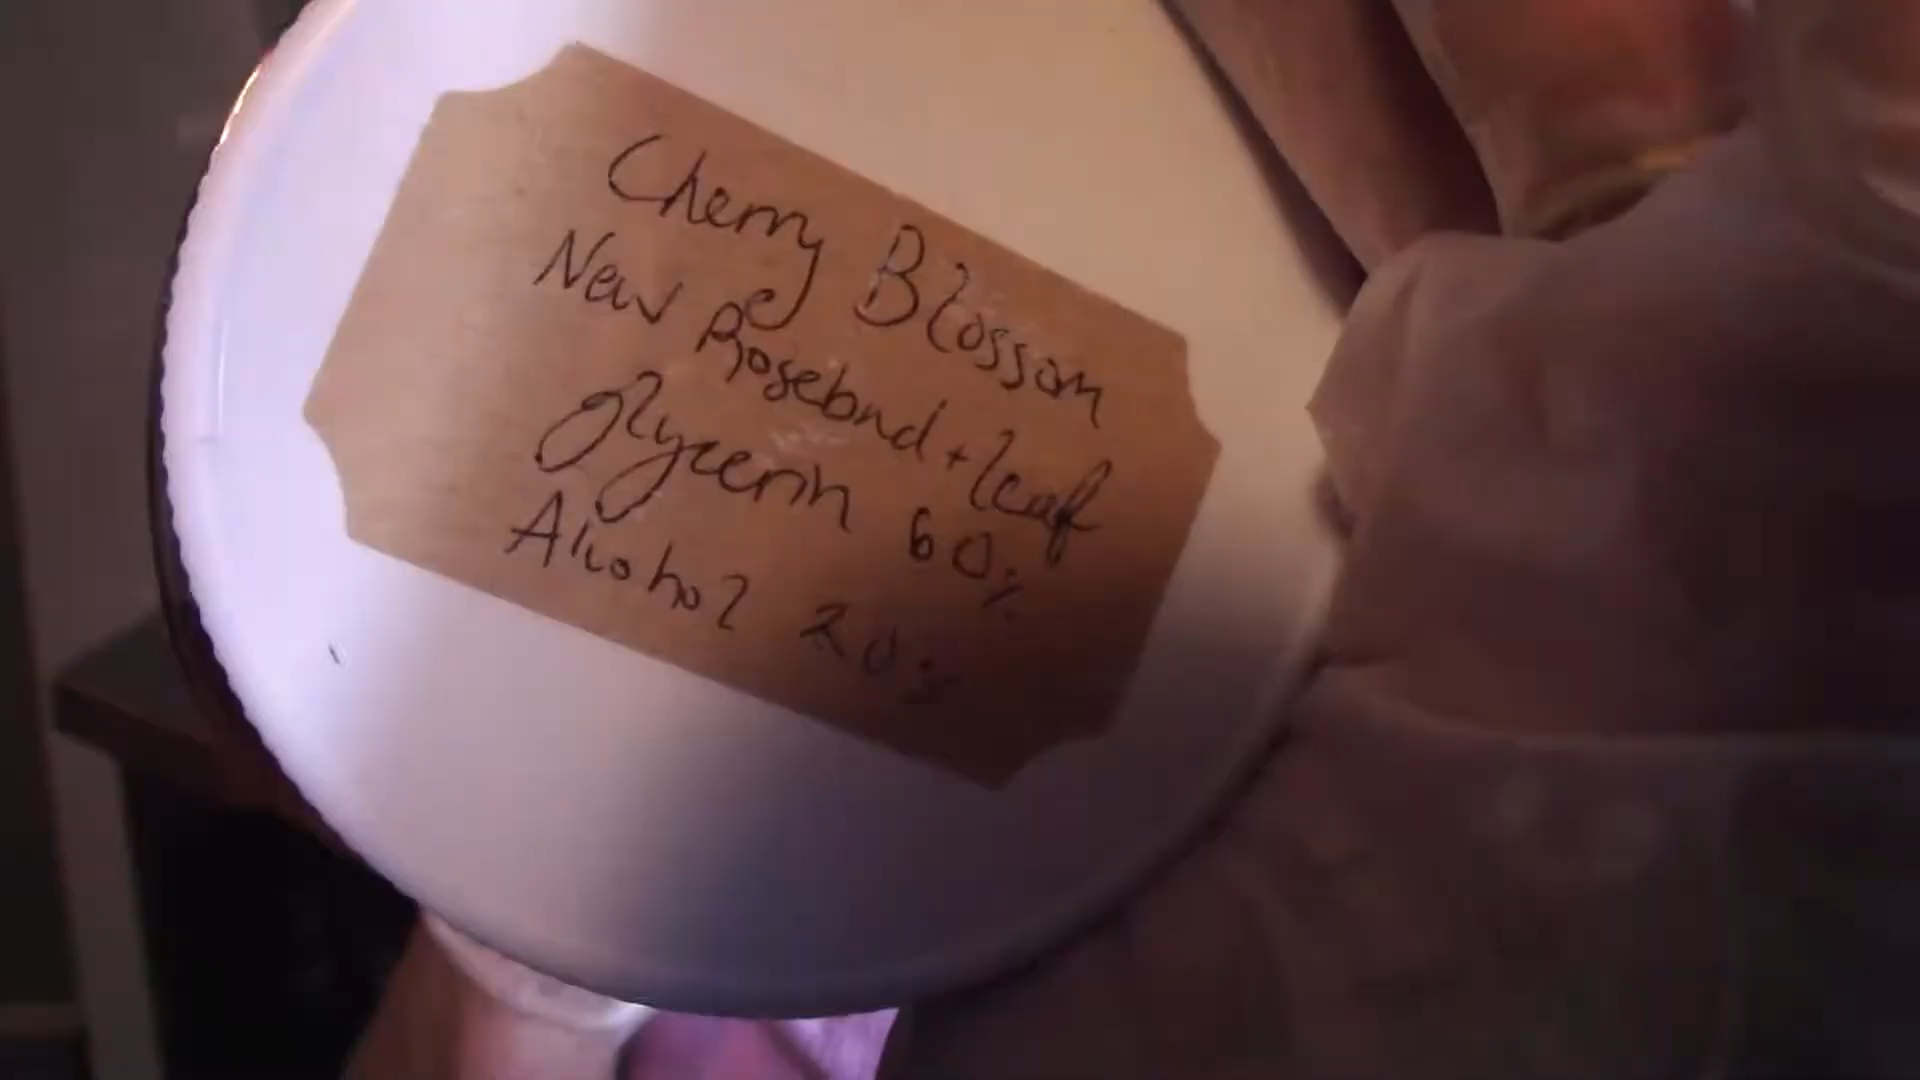 Cherry Blossom
New Rosebud + leaf
glycerin 60%
Alcohol 20%